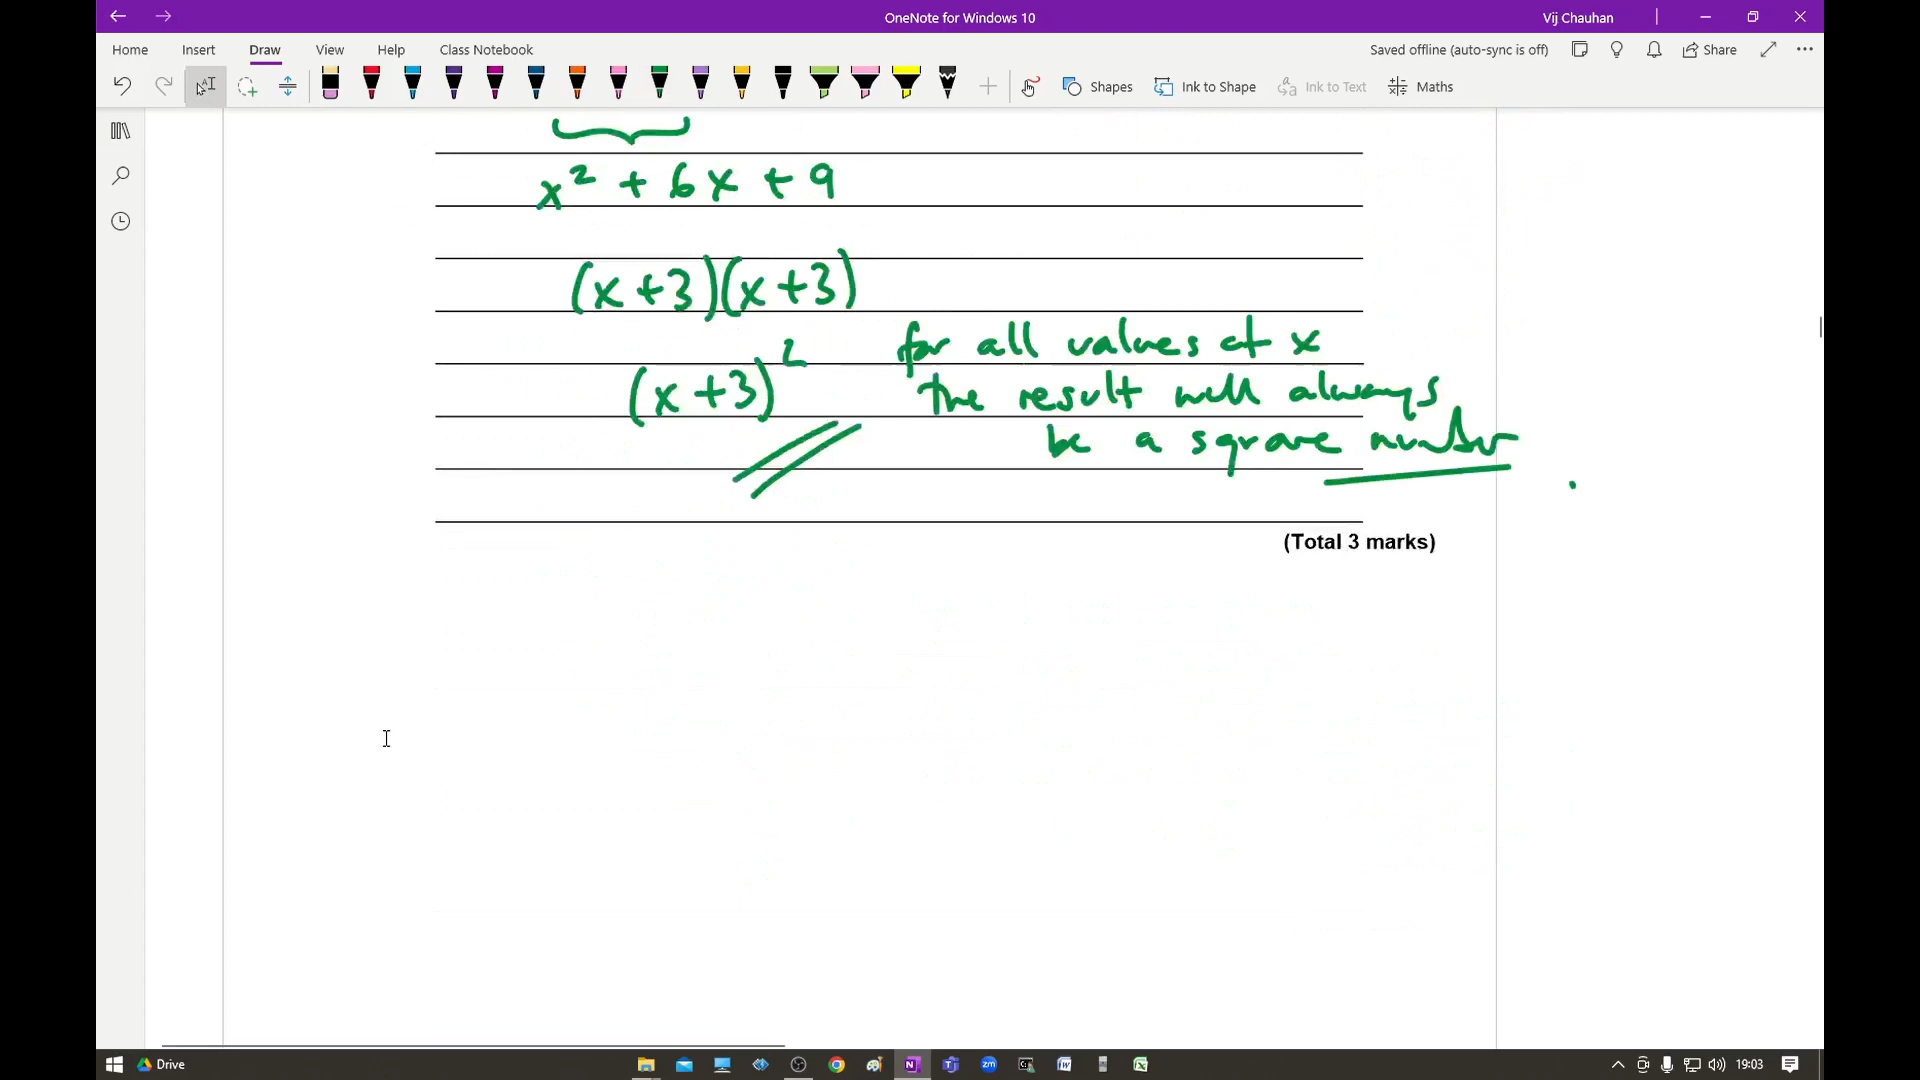 OneNote for Windows 10
Vij Chauhan
Home Insert Draw View Help Class Notebook
Saved offline (auto-sync is off) Share
Shapes Ink to Shape Ink to Text Maths
x² + 6x + 9
(x+3)(x+3)
(x+3)²
for all values of x
the result will always
be a square number
(Total 3 marks)
Drive
19:03